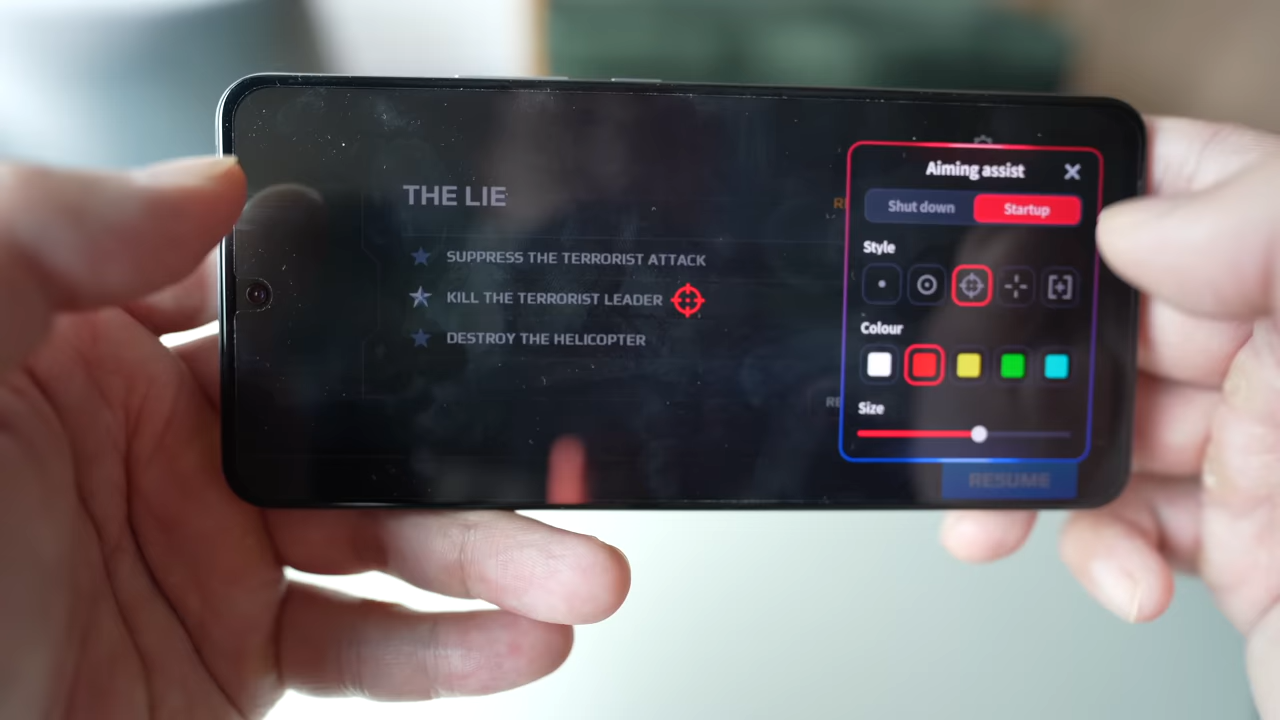 THE LIE
SUPPRESS THE TERRORIST ATTACK
KILL THE TERRORIST LEADER
DESTROY THE HELICOPTER
Aiming assist
Shut down
Startup
Style
Colour
Size
RESUME